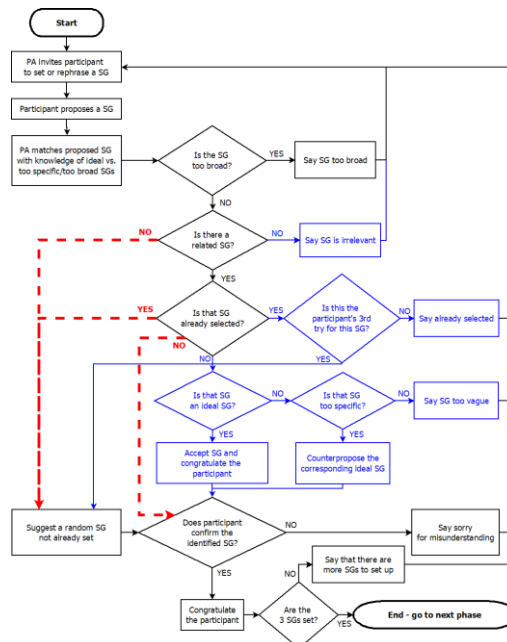 Start
PA invites participant
to set or rephrase a SG
Participant proposes a SG
PA matches proposed SG
with knowledge of ideal vs.
too specific/too broad SGs
Is the SG
too broad?
YES
Say SG too broad
NO
NO
Is there a
related SG?
NO
Say SG is irrelevant
YES
YES
Is that SG
already selected?
YES
Is this the
participant's 3rd
try for this SG?
NO
Say already selected
NO
NO
YES
Is that SG
an ideal SG?
NO
Is that SG
too specific?
NO
Say SG too vague
YES
YES
Accept SG and
congratulate the
participant
Counterpropose the
corresponding ideal SG
Suggest a random SG
not already set
Does participant
confirm the
identified SG?
NO
Say sorry
for misunderstanding
YES
NO
Say that there are
more SGs to set up
Congratulate
the participant
Are the
3 SGs set?
YES
End - go to next phase